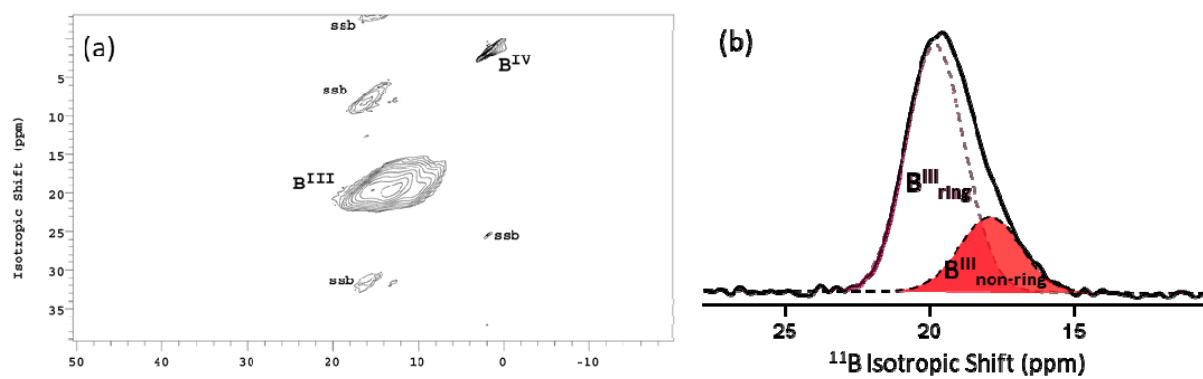 (a)
ssb
B^IV
ssb
B^III
ssb
ssb
Isotropic Shift (ppm)
5
10
15
20
25
30
35
50 40 30 20 10 0 -10
(b)
B^III ring
B^III non-ring
25 20 15
^11B Isotropic Shift (ppm)